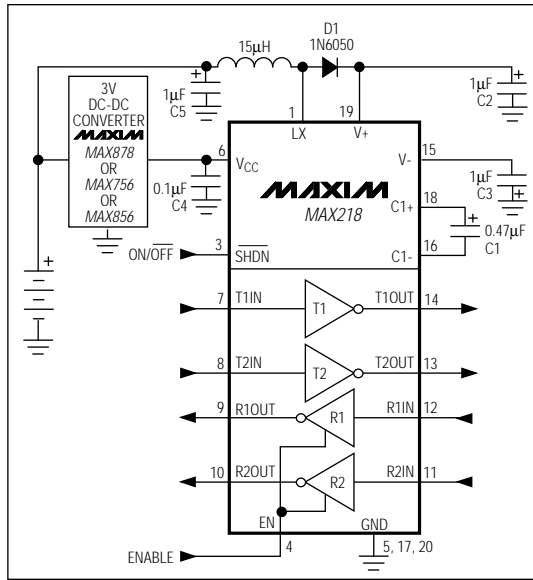 D1
1N6050
15μH
1μF
C5
1μF
C2
3V
DC-DC
CONVERTER
MAXIM
MAX878
OR
MAX756
OR
MAX856
1
LX
19
V+
6
VCC
0.1μF
C4
MAXIM
MAX218
V-
15
1μF
C3
C1+
18
0.47μF
C1
C1-
16
ON/OFF
3
SHDN
7
T1IN
T1
T1OUT
14
8
T2IN
T2
T2OUT
13
9
R1OUT
R1
R1IN
12
10
R2OUT
R2
R2IN
11
EN
4
GND
5, 17, 20
ENABLE